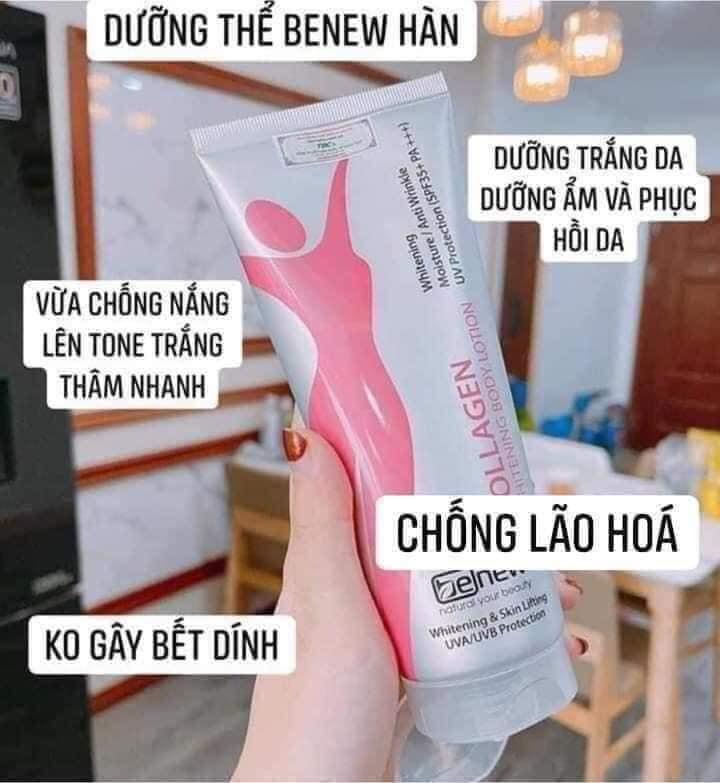 DƯỠNG THỂ BENEW HÀN
DƯỠNG TRẮNG DA
DƯỠNG ẨM VÀ PHỤC
HỒI DA
VỪA CHỐNG NẮNG
LÊN TONE TRẮNG
THÂM NHANH
Whitening
Moisture / Anti Wrinkle
UV Protection (SPF35+ PA+++)
OLLAGEN
HITENING BODY LOTION
CHỐNG LÃO HOÁ
benew
natural your beauty
Whitening & Skin Lifting
UVA/UVB Protection
KO GÂY BẾT DÍNH